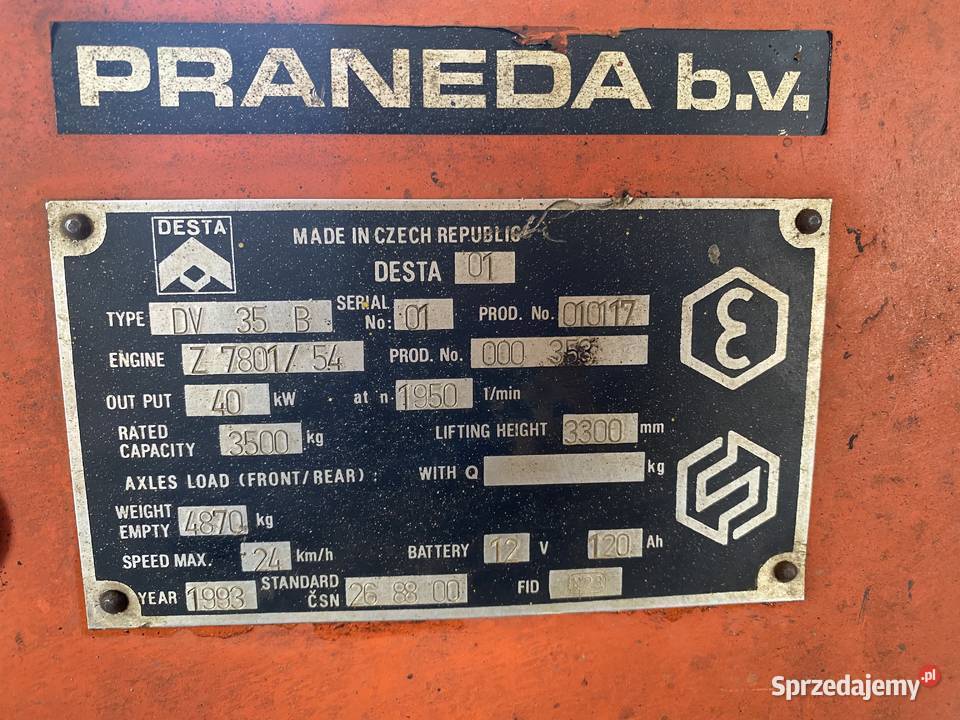 PRANEDA b.v.
DESTA
MADE IN CZECH REPUBLIC
DESTA 01
TYPE DV 35 B SERIAL No: 01 PROD. No. 010117
ENGINE Z 7801/54 PROD. No. 000 353
OUT PUT 40 kW at n 1950 1/min
RATED CAPACITY 3500 kg LIFTING HEIGHT 3300 mm
AXLES LOAD (FRONT/REAR): WITH Q kg
WEIGHT EMPTY 4870 kg
SPEED MAX. 24 km/h BATTERY 12 V 120 Ah
YEAR 1993 STANDARD ČSN 26 88 00 FID
Sprzedajemy.pl